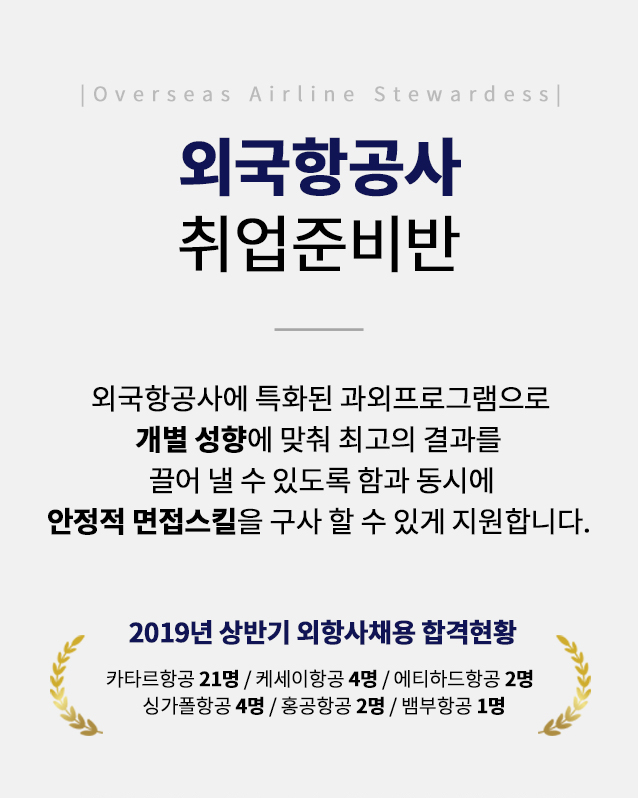 |Overseas Airline Stewardess|
외국항공사
취업준비반
외국항공사에 특화된 과외프로그램으로
개별 성향에 맞춰 최고의 결과를
끌어 낼 수 있도록 함과 동시에
안정적 면접스킬을 구사 할 수 있게 지원합니다.
2019년 상반기 외항사채용 합격현황
카타르항공 21명 / 케세이항공 4명 / 에티하드항공 2명
싱가폴항공 4명 / 홍공항공 2명 / 뱀부항공 1명